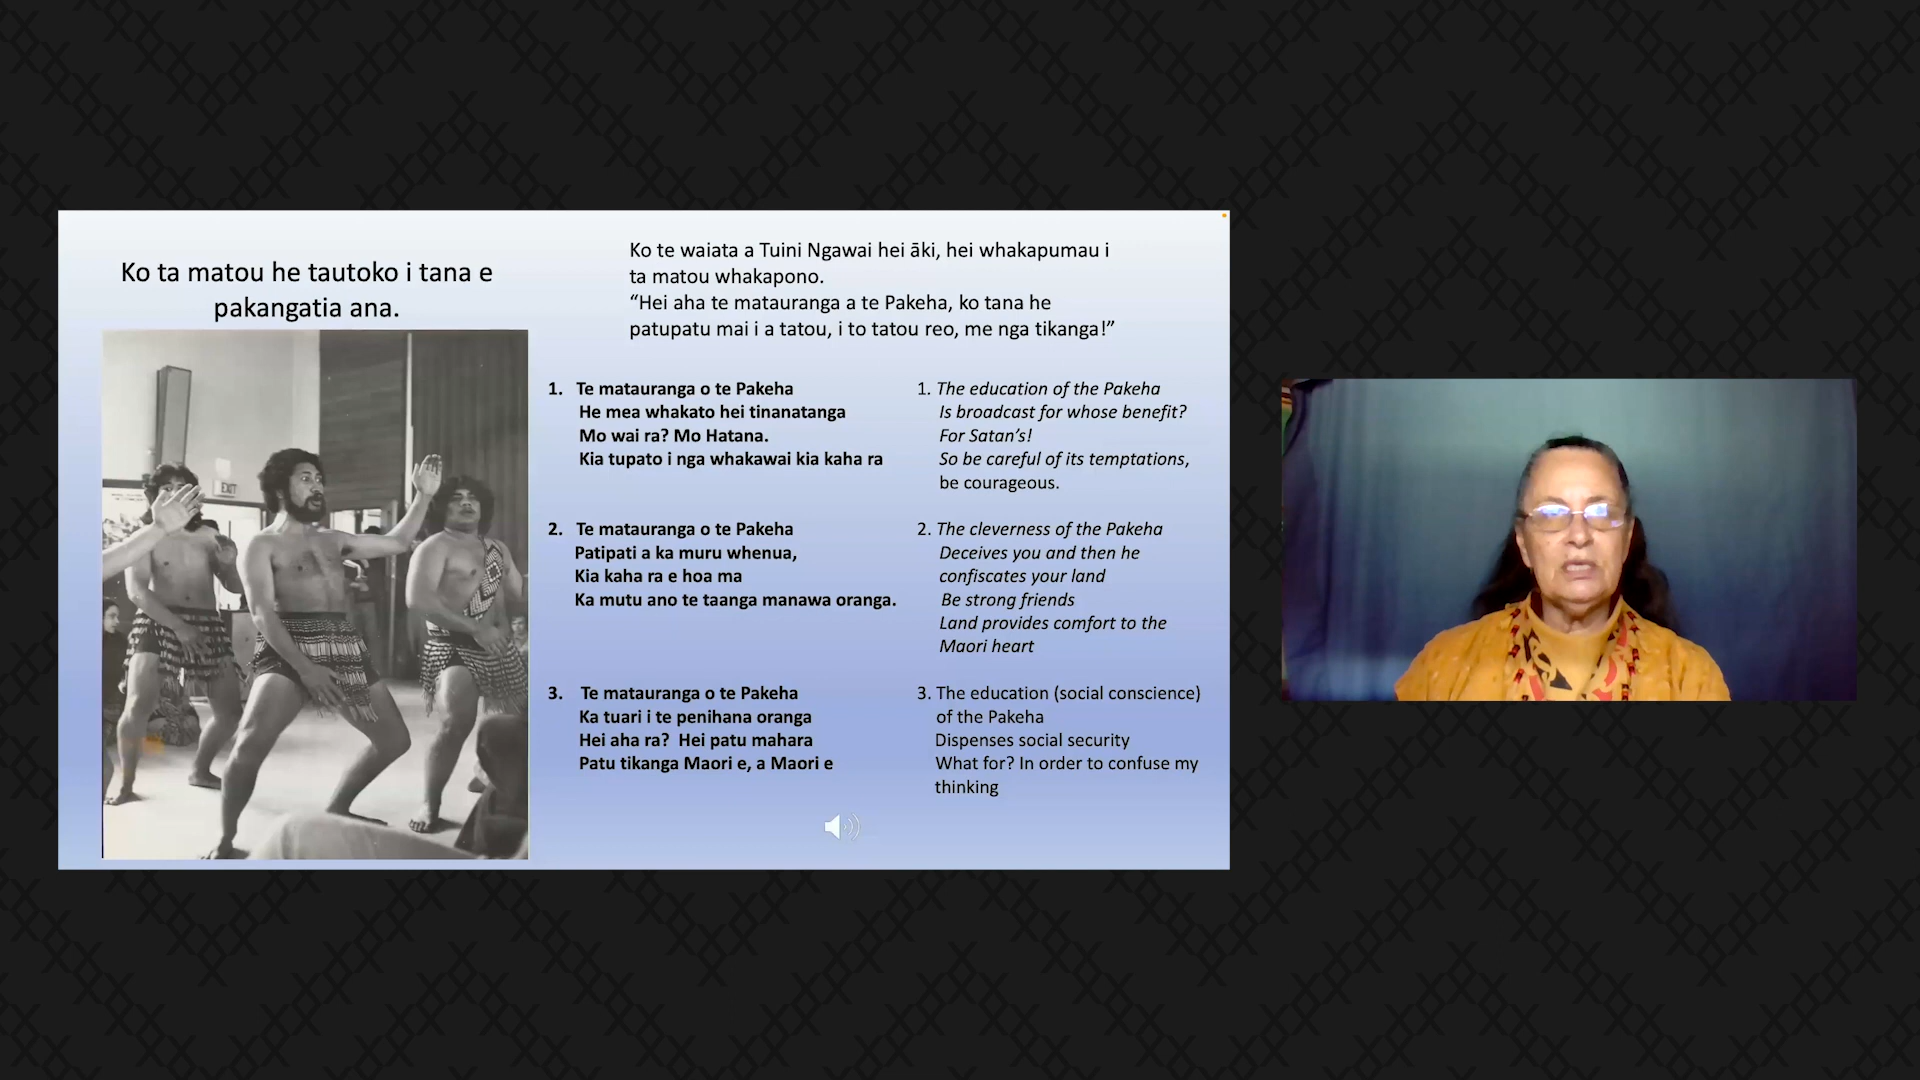 Ko ta matou he tautoko i tana e
pakangatia ana.
EXIT
Ko te waiata a Tuini Ngawai hei āki, hei whakapumau i
ta matou whakapono.
“Hei aha te matauranga a te Pakeha, ko tana he
patupatu mai i a tatou, i to tatou reo, me nga tikanga!”
1. Te matauranga o te Pakeha
He mea whakato hei tinanatanga
Mo wai ra? Mo Hatana.
Kia tupato i nga whakawai kia kaha ra
2. Te matauranga o te Pakeha
Patipati a ka muru whenua,
Kia kaha ra e hoa ma
Ka mutu ano te taanga manawa oranga.
3. Te matauranga o te Pakeha
Ka tuari i te penihana oranga
Hei aha ra? Hei patu mahara
Patu tikanga Maori e, a Maori e
1. The education of the Pakeha
Is broadcast for whose benefit?
For Satan’s!
So be careful of its temptations,
be courageous.
2. The cleverness of the Pakeha
Deceives you and then he
confiscates your land
Be strong friends
Land provides comfort to the
Maori heart
3. The education (social conscience)
of the Pakeha
Dispenses social security
What for? In order to confuse my
thinking